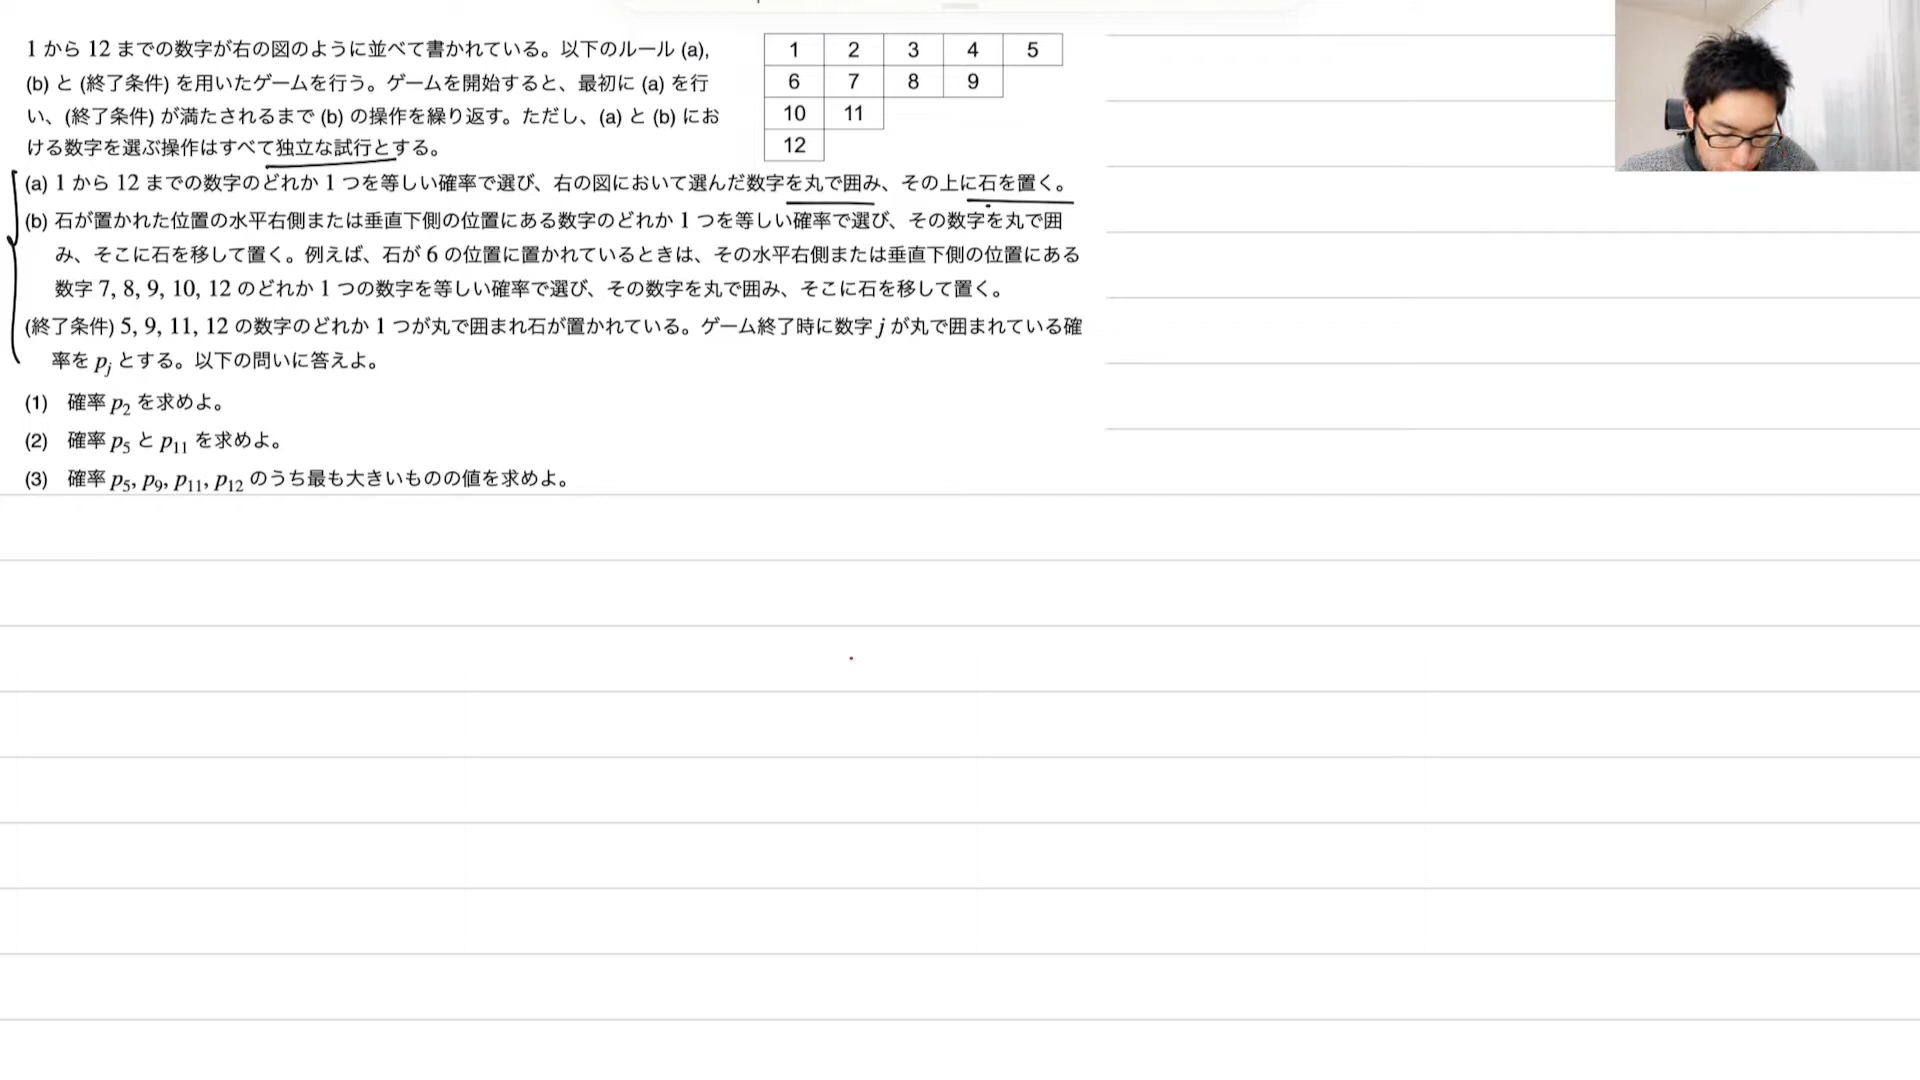 1 から 12 までの数字が右の図のように並べて書かれている。以下のルール (a),
(b) と (終了条件) を用いたゲームを行う。ゲームを開始すると、最初に (a) を行
い、(終了条件) が満たされるまで (b) の操作を繰り返す。ただし、(a) と (b) にお
ける数字を選ぶ操作はすべて独立な試行とする。
1 2 3 4 5
6 7 8 9
10 11
12
(a) 1 から 12 までの数字のどれか 1 つを等しい確率で選び、右の図において選んだ数字を丸で囲み、その上に石を置く。
(b) 石が置かれた位置の水平右側または垂直下側の位置にある数字のどれか 1 つを等しい確率で選び、その数字を丸で囲
み、そこに石を移して置く。例えば、石が 6 の位置に置かれているときは、その水平右側または垂直下側の位置にある
数字 7, 8, 9, 10, 12 のどれか 1 つの数字を等しい確率で選び、その数字を丸で囲み、そこに石を移して置く。
(終了条件) 5, 9, 11, 12 の数字のどれか 1 つが丸で囲まれ石が置かれている。ゲーム終了時に数字 j が丸で囲まれている確
率を pj とする。以下の問いに答えよ。
(1) 確率 p2 を求めよ。
(2) 確率 p5 と p11 を求めよ。
(3) 確率 p5, p9, p11, p12 のうち最も大きいものの値を求めよ。